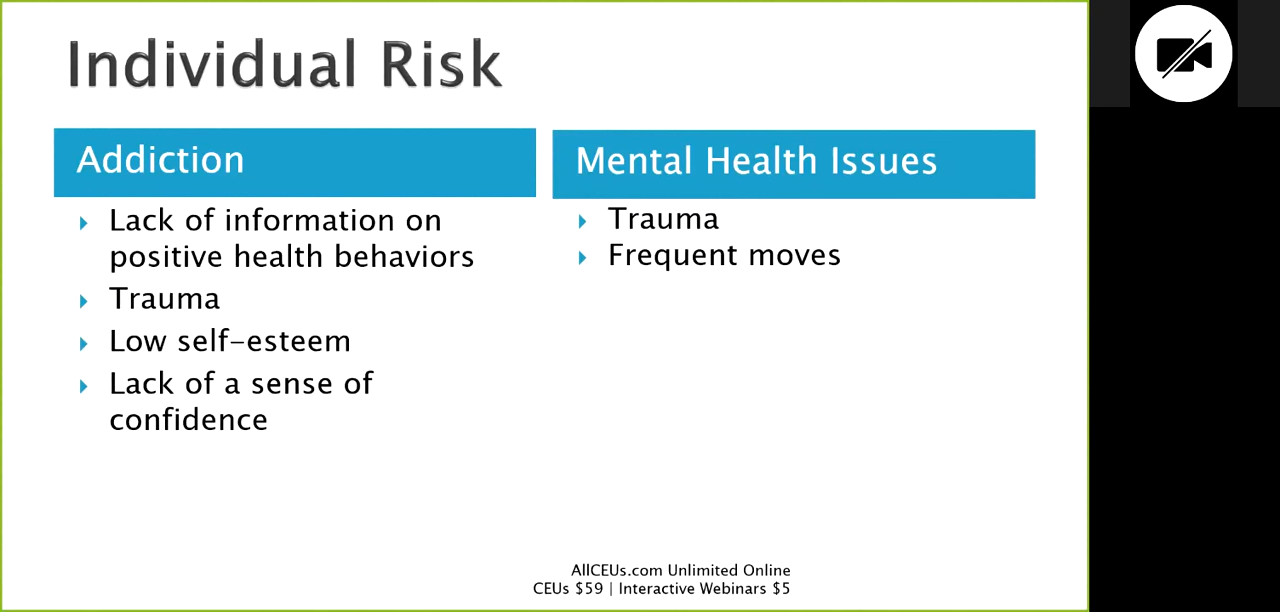 Individual Risk
Addiction
Lack of information on
positive health behaviors
Trauma
Low self-esteem
Lack of a sense of
confidence
Mental Health Issues
Trauma
Frequent moves
AllCEUs.com Unlimited Online
CEUs $59 | Interactive Webinars $5